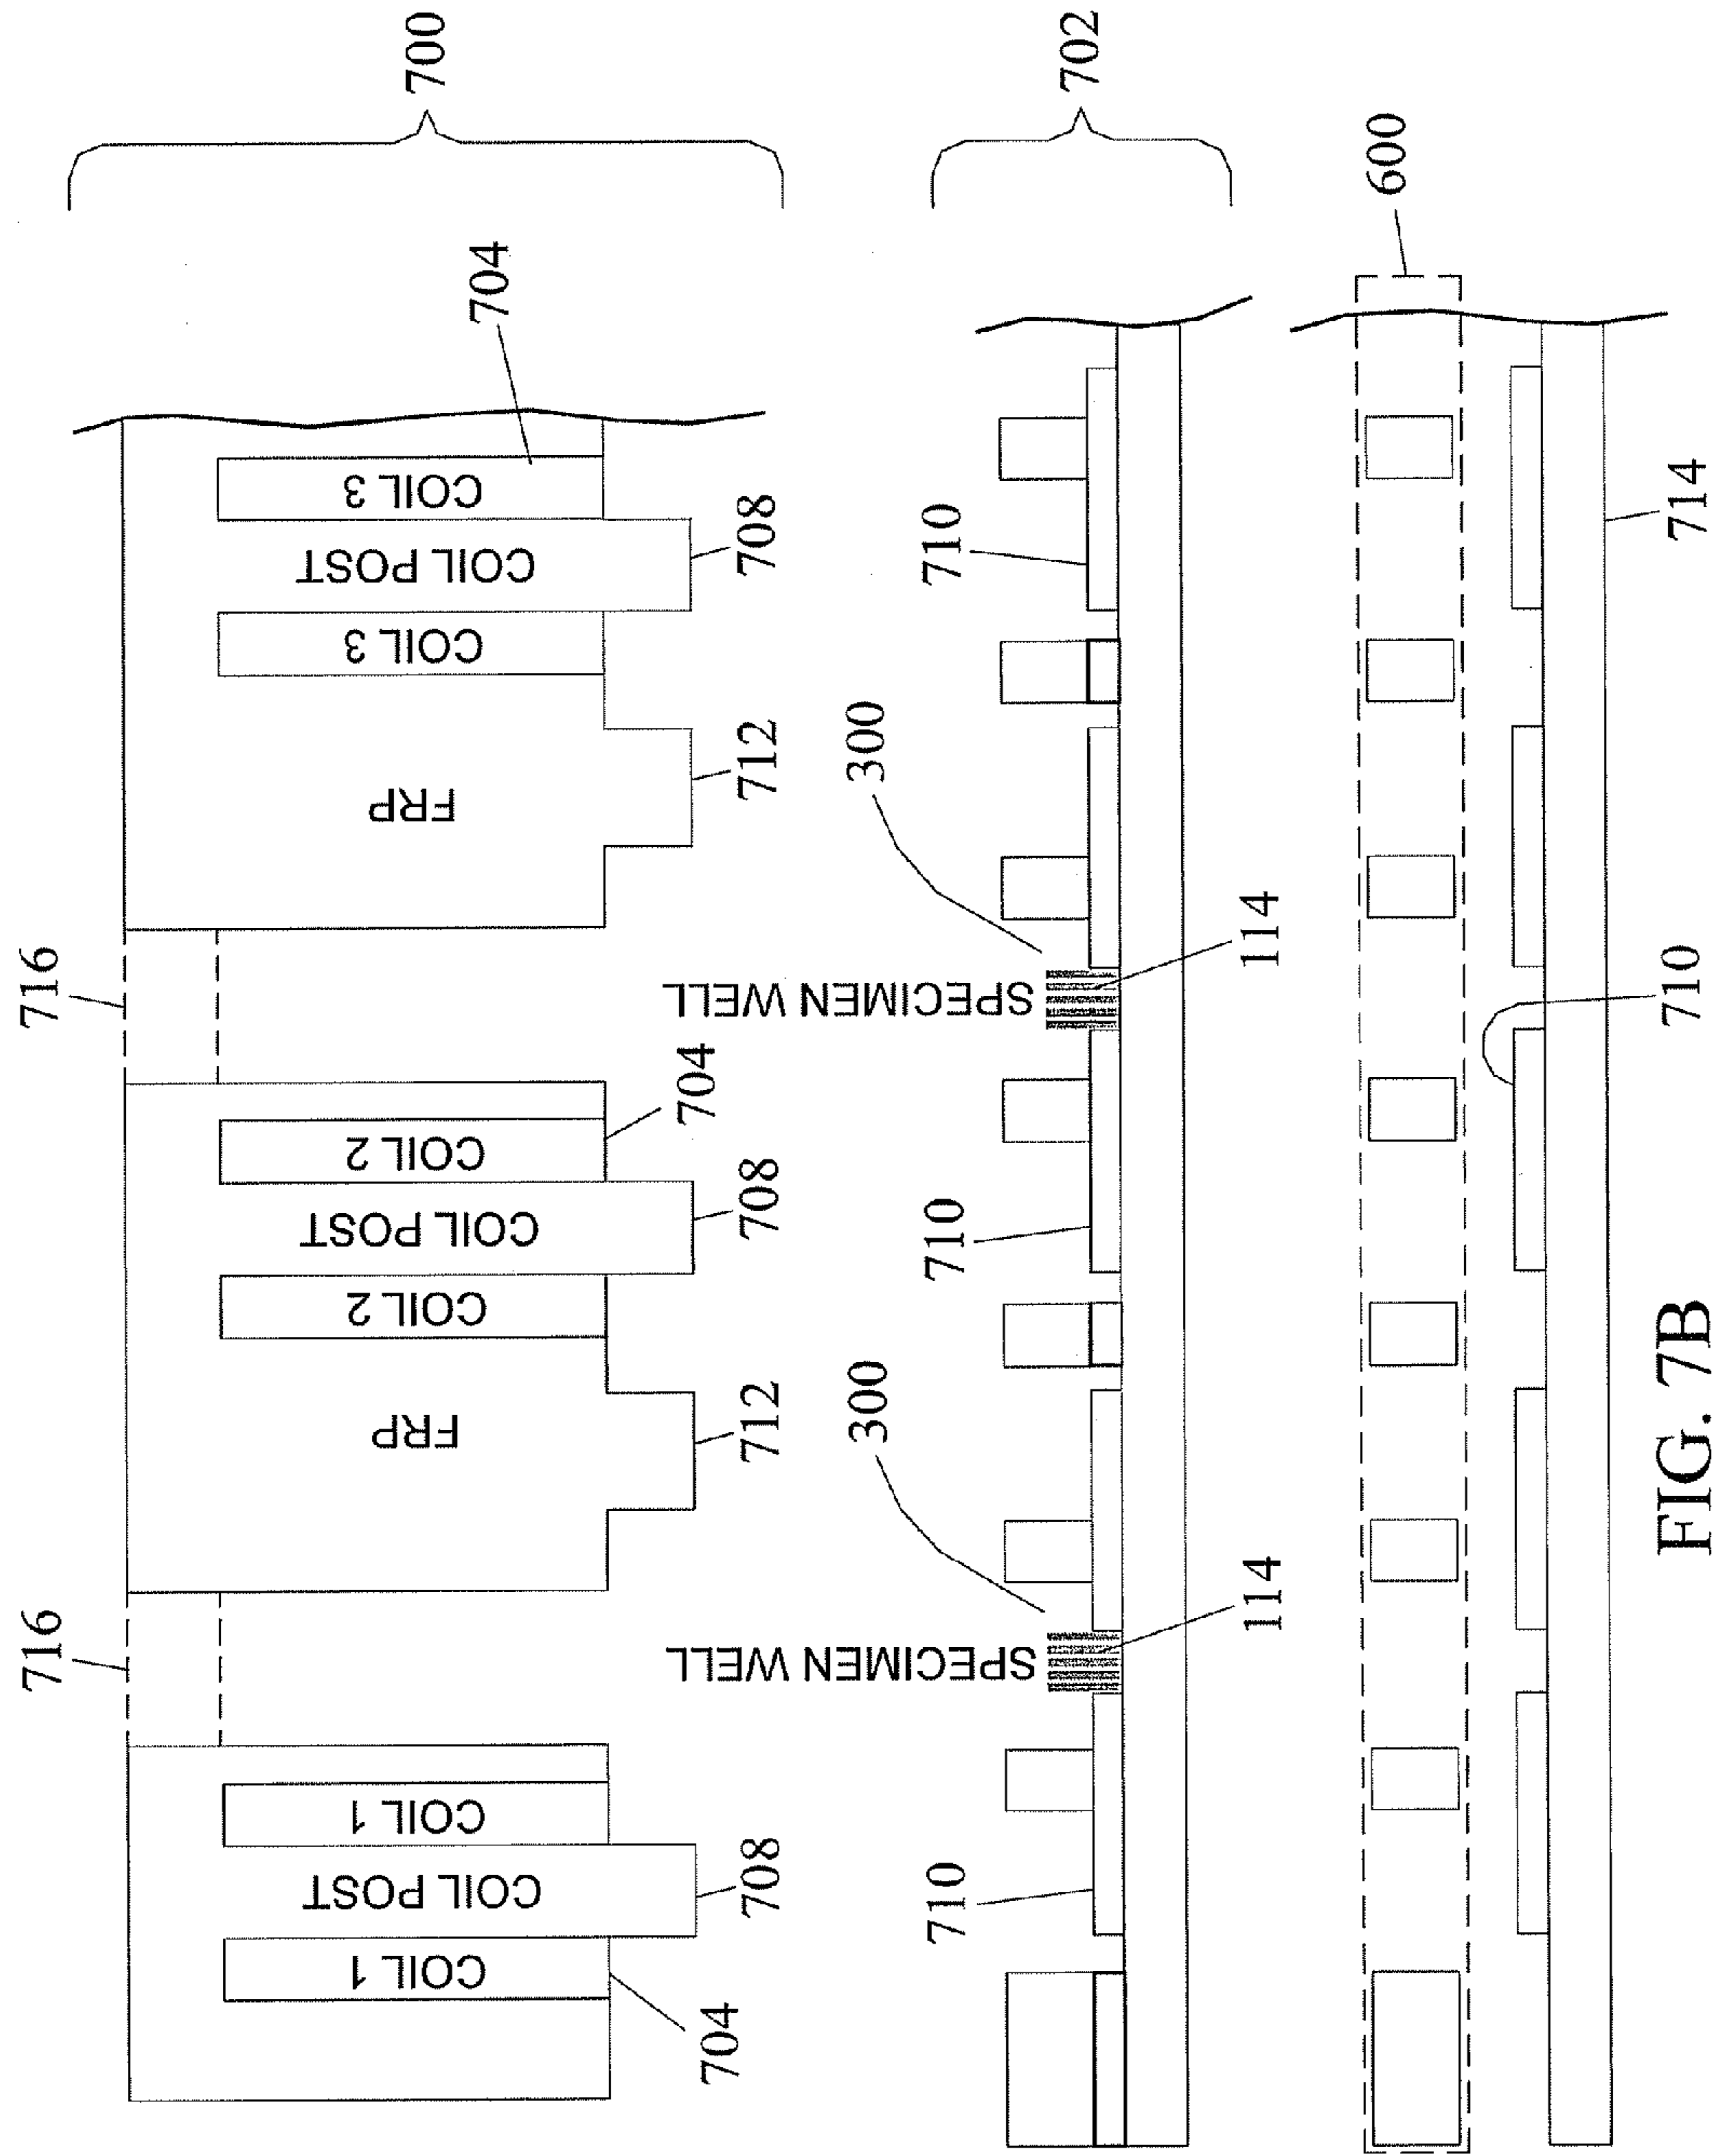 700
702
600
716
716
COIL 1
COIL POST
COIL 1
FRP
COIL 2
COIL POST
COIL 2
FRP
COIL 3
COIL POST
COIL 3
704
704
704
708
712
708
712
708
SPECIMEN WELL
SPECIMEN WELL
300
300
710
710
710
114
114
710
714
FIG. 7B